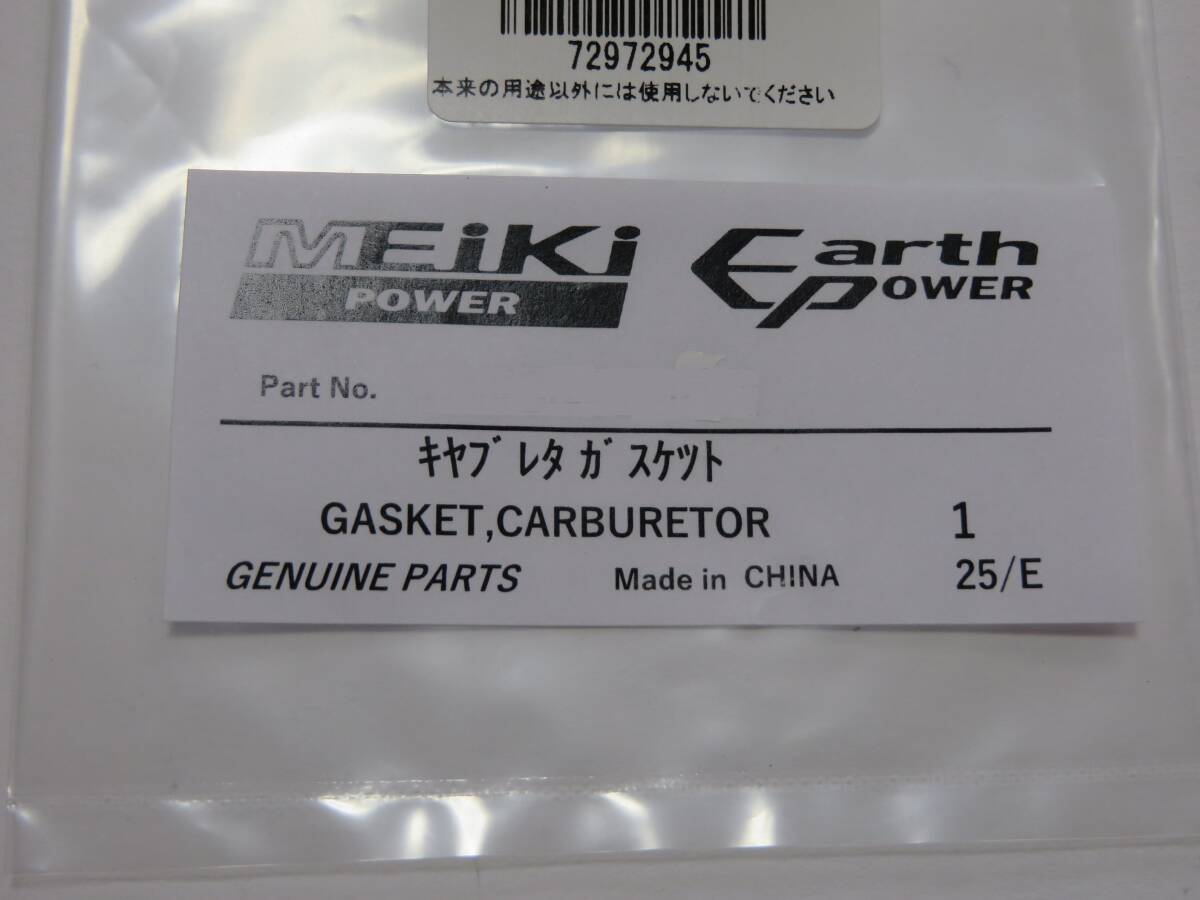 72972945
本来の用途以外には使用しないでください
MEiKi
POWER
Earth
POWER
Part No.
ｷﾔﾌﾞﾚﾀ ｶﾞｽｹﾂﾄ
GASKET,CARBURETOR 1
GENUINE PARTS Made in CHINA 25/E